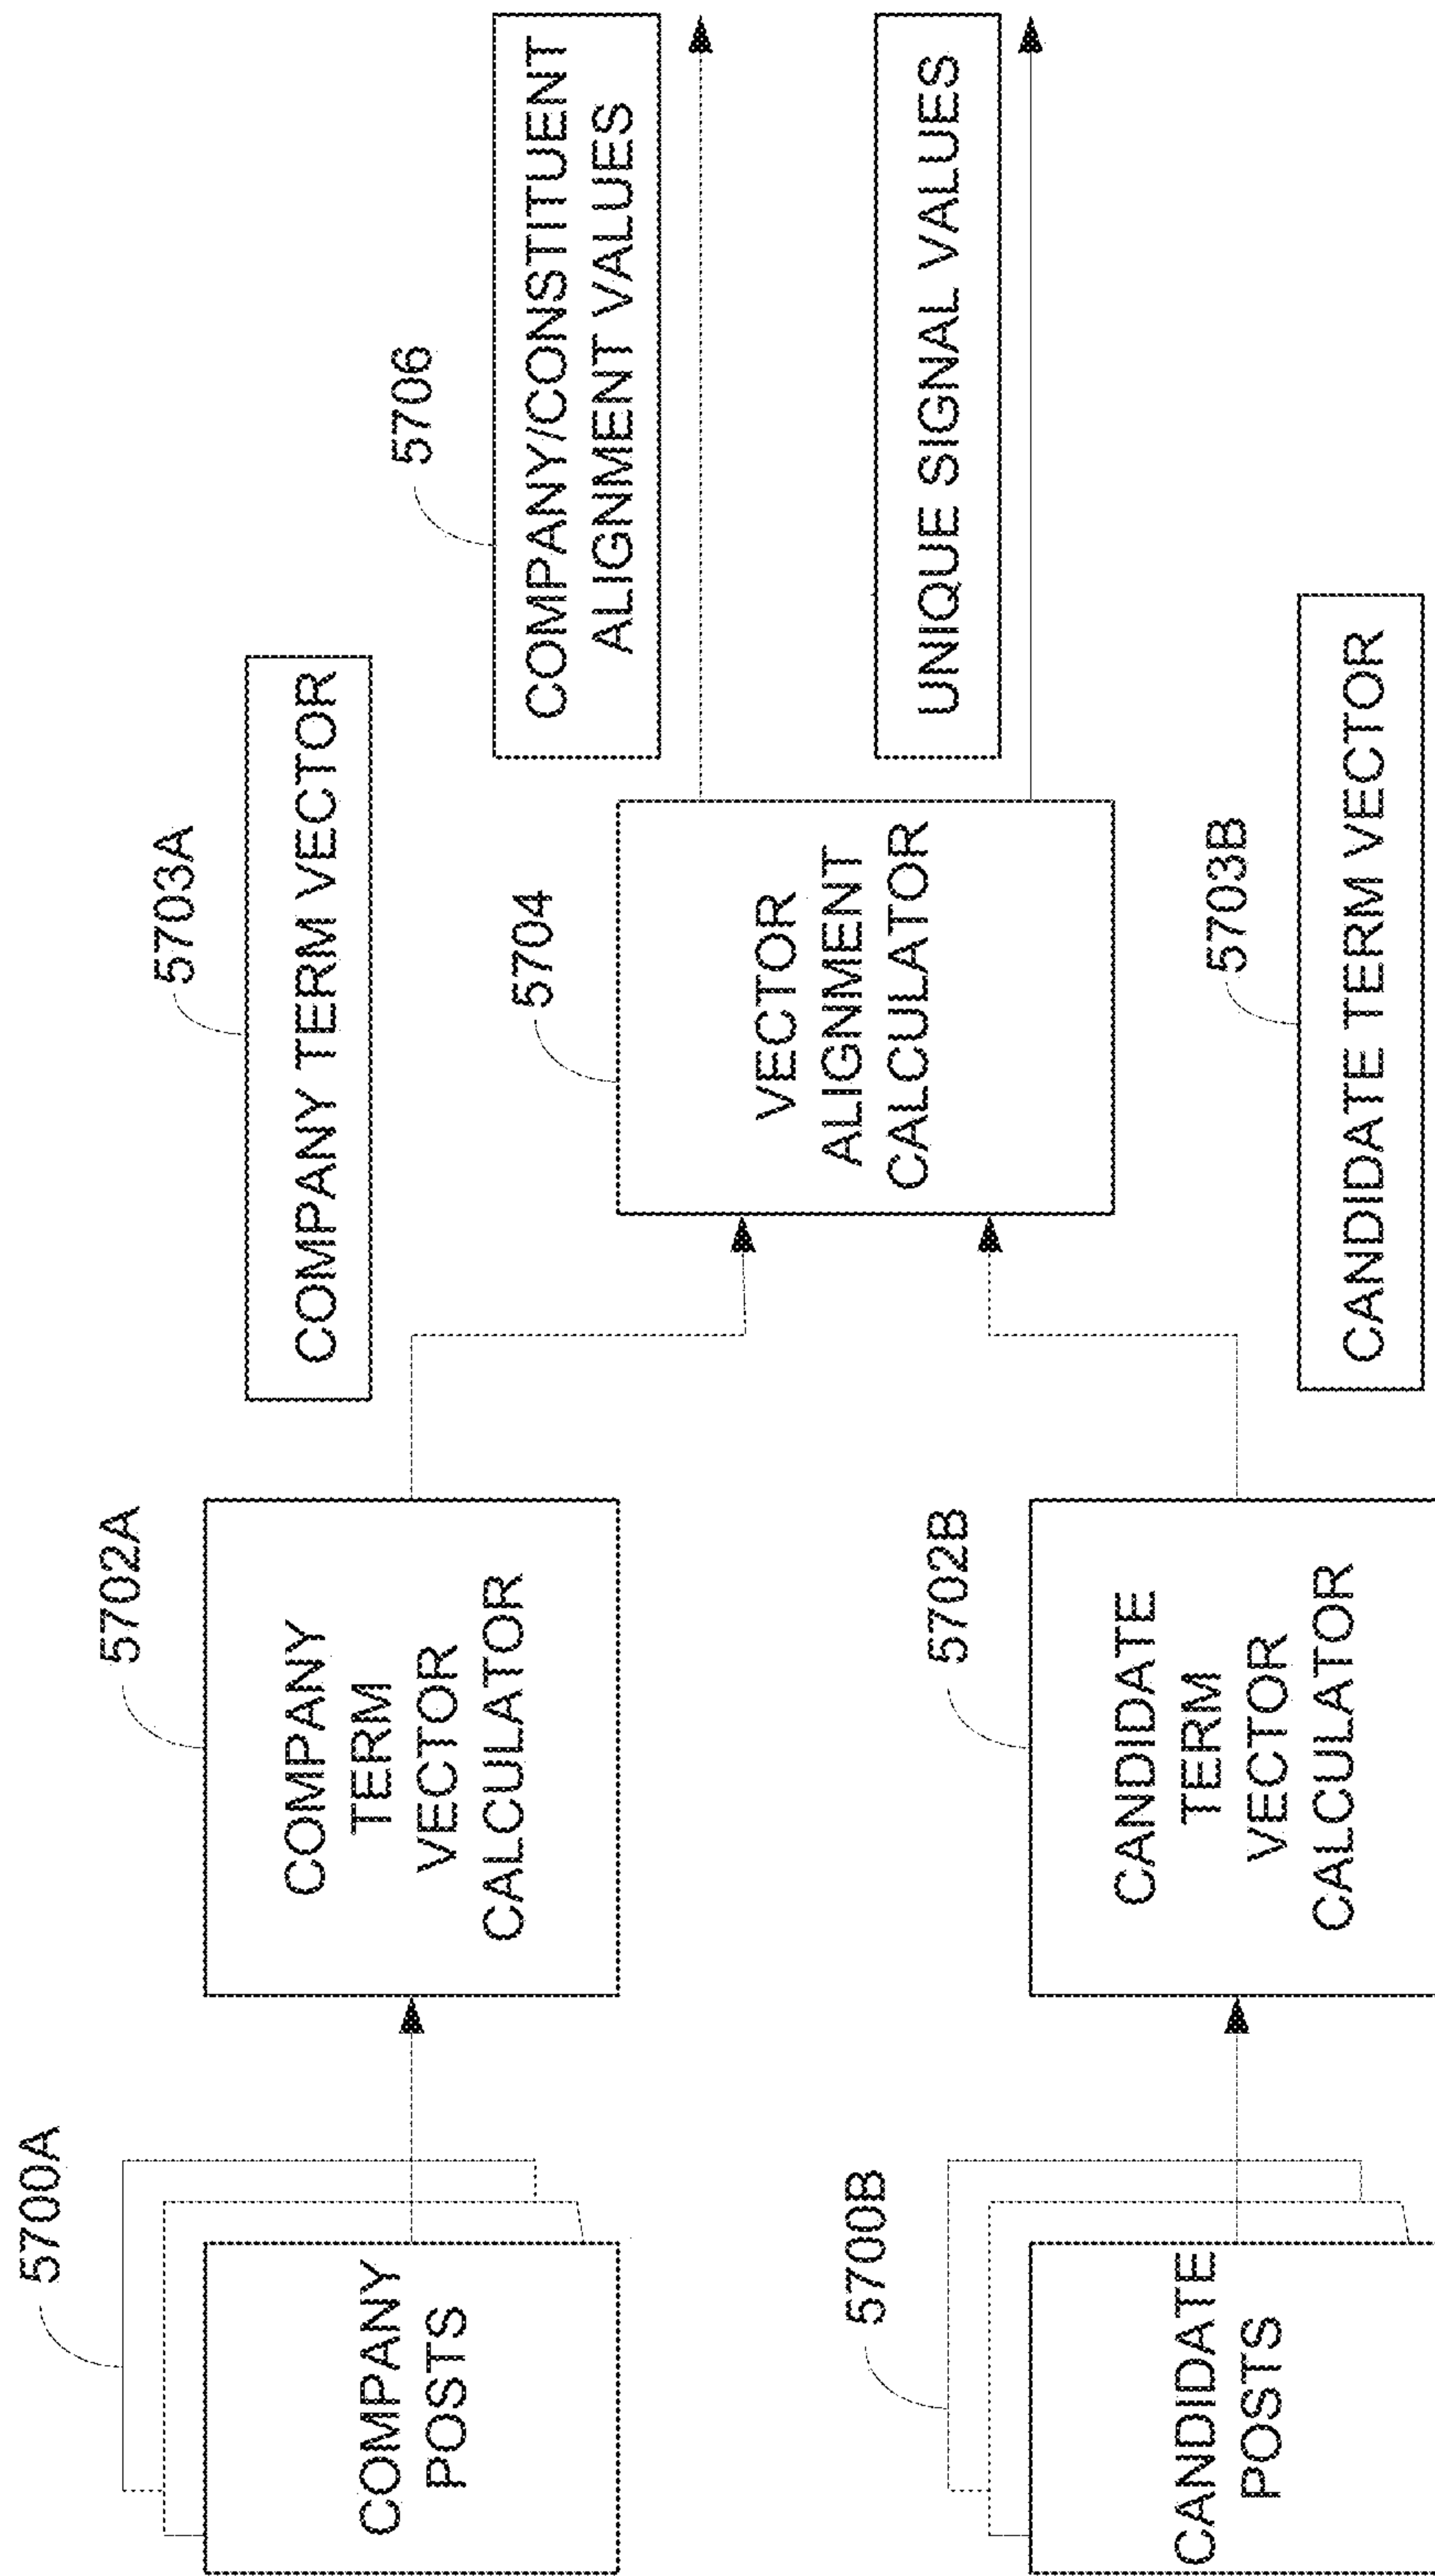 5700A
COMPANY
POSTS
5702A
COMPANY
TERM
VECTOR
CALCULATOR
5703A
COMPANY TERM VECTOR
5704
VECTOR
ALIGNMENT
CALCULATOR
5706
COMPANY/CONSTITUENT
ALIGNMENT VALUES
UNIQUE SIGNAL VALUES
5700B
CANDIDATE
POSTS
5702B
CANDIDATE
TERM
VECTOR
CALCULATOR
5703B
CANDIDATE TERM VECTOR